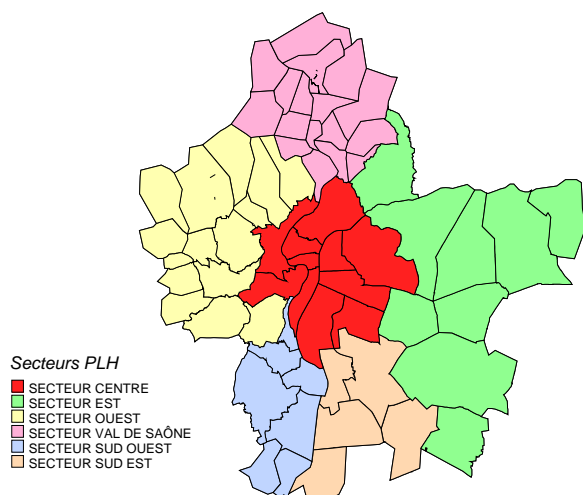 Secteurs PLH
SECTEUR CENTRE
SECTEUR EST
SECTEUR OUEST
SECTEUR VAL DE SAÔNE
SECTEUR SUD OUEST
SECTEUR SUD EST